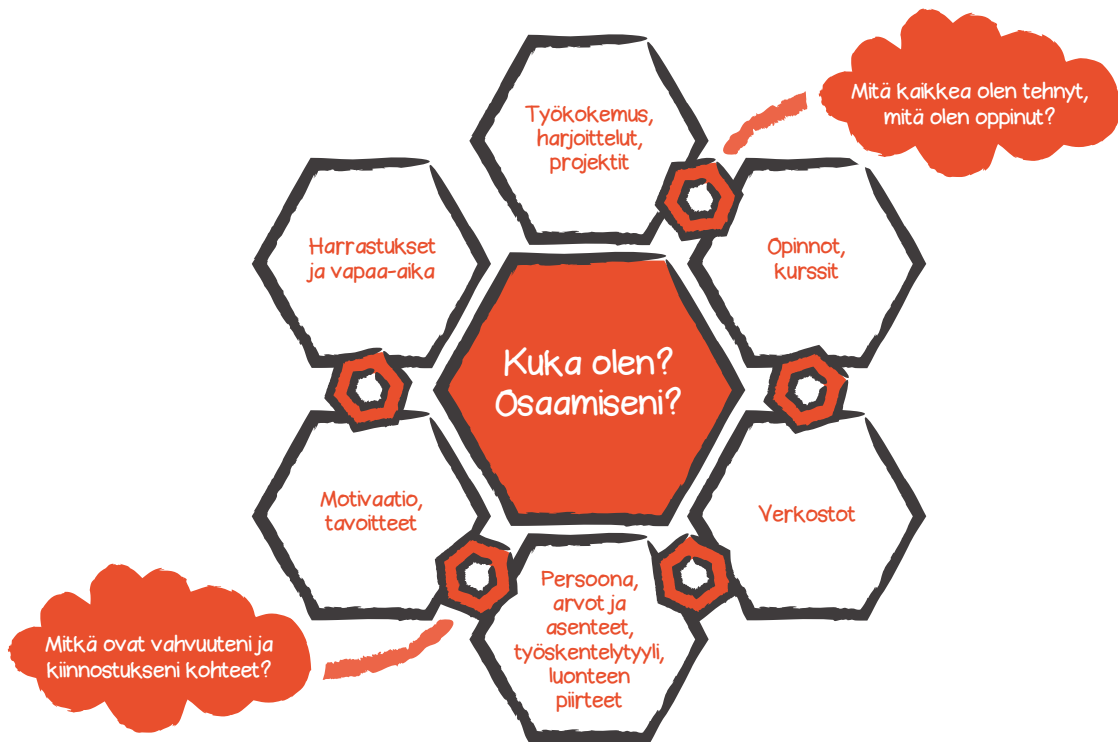 Mitä kaikkea olen tehnyt,
mitä olen oppinut?
Työkokemus,
harjoittelut,
projektit
Harrastukset
ja vapaa-aika
Opinnot,
kurssit
Kuka olen?
Osaamiseni?
Motivaatio,
tavoitteet
Verkostot
Persoona,
arvot ja
asenteet,
työskentelytyyli,
luonteen
piirteet
Mitkä ovat vahvuuteni ja
kiinnostukseni kohteet?